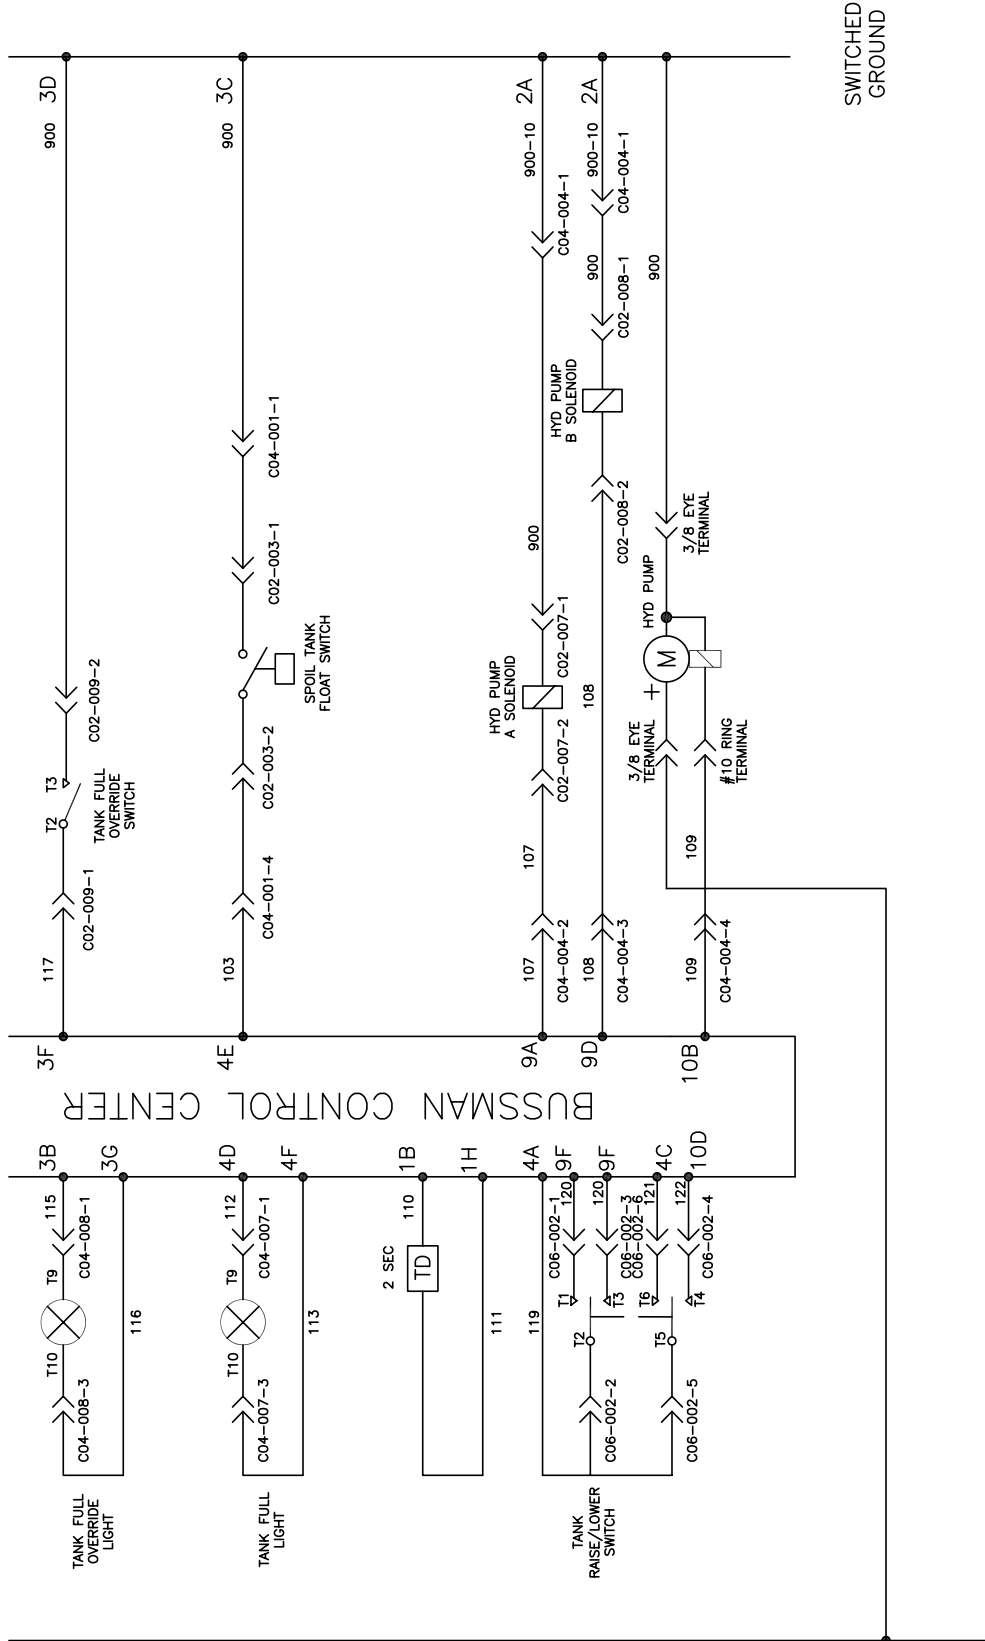 SWITCHED
GROUND
3D
900
C02-009-2
T3
T2
TANK FULL
OVERRIDE
SWITCH
C02-009-1
117
3F
3C
900
C04-001-1
C02-003-1
SPOIL TANK
FLOAT SWITCH
C02-003-2
C04-001-4
103
4E
2A
900-10
C04-004-1
900
C02-007-1
HYD PUMP
A SOLENOID
C02-007-2
107
107
C04-004-2
9A
2A
900-10
C04-004-1
900
C02-008-1
HYD PUMP
B SOLENOID
C02-008-2
108
108
C04-004-3
9D
900
3/8 EYE
TERMINAL
HYD PUMP
M
+
3/8 EYE
TERMINAL
#10 RING
TERMINAL
109
109
C04-004-4
10B
BUSSMAN CONTROL CENTER
3B
115
C04-008-1
T9
T10
C04-008-3
3G
116
TANK FULL
OVERRIDE
LIGHT
4D
112
C04-007-1
T9
T10
C04-007-3
4F
113
TANK FULL
LIGHT
1B
110
2 SEC
TD
1H
111
4A
119
9F
120
C06-002-1
T1
9F
120
C06-002-3
T3
T2
C06-002-2
4C
121
C06-002-6
T6
10D
122
C06-002-4
T4
T5
C06-002-5
TANK
RAISE/LOWER
SWITCH